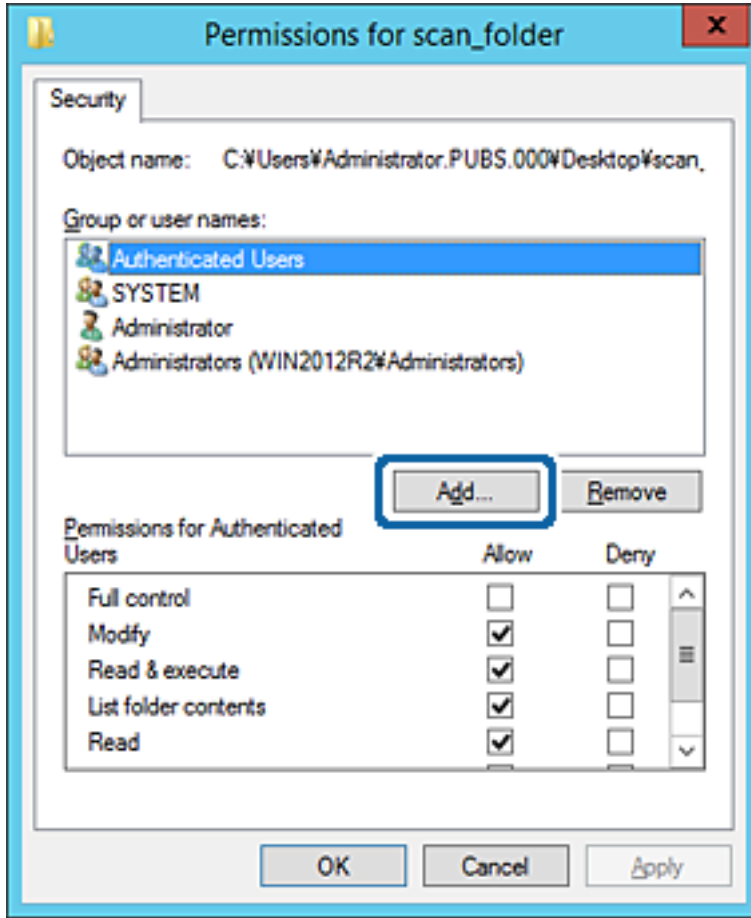 Permissions for scan_folder
x
Security
Object name: C:¥Users¥Administrator.PUBS.000¥Desktop¥scan_
Group or user names:
Authenticated Users
SYSTEM
Administrator
Administrators (WIN2012R2¥Administrators)
Add... Remove
Permissions for Authenticated
Users Allow Deny
Full control
Modify
Read & execute
List folder contents
Read
OK Cancel Apply